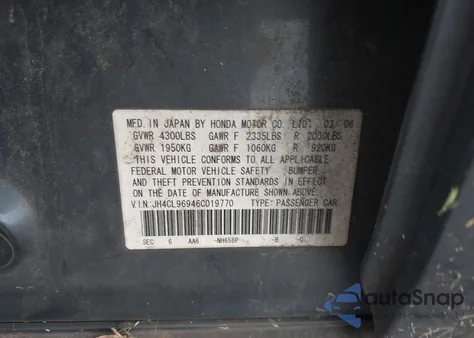 MFD. IN JAPAN BY HONDA MOTOR CO., LTD. 03/06
GVWR 4300LBS GAWR F 2335LBS R 2030LBS
GVWR 1950KG GAWR F 1060KG R 920KG
THIS VEHICLE CONFORMS TO ALL APPLICABLE
FEDERAL MOTOR VEHICLE SAFETY BUMPER
AND THEFT PREVENTION STANDARDS IN EFFECT
ON THE DATE OF MANUFACTURE SHOWN ABOVE.
V.I.N:JH4CL96946C019770 TYPE: PASSENGER CAR
SEC 6 AA6 -NH658P -B -C
autoSnap